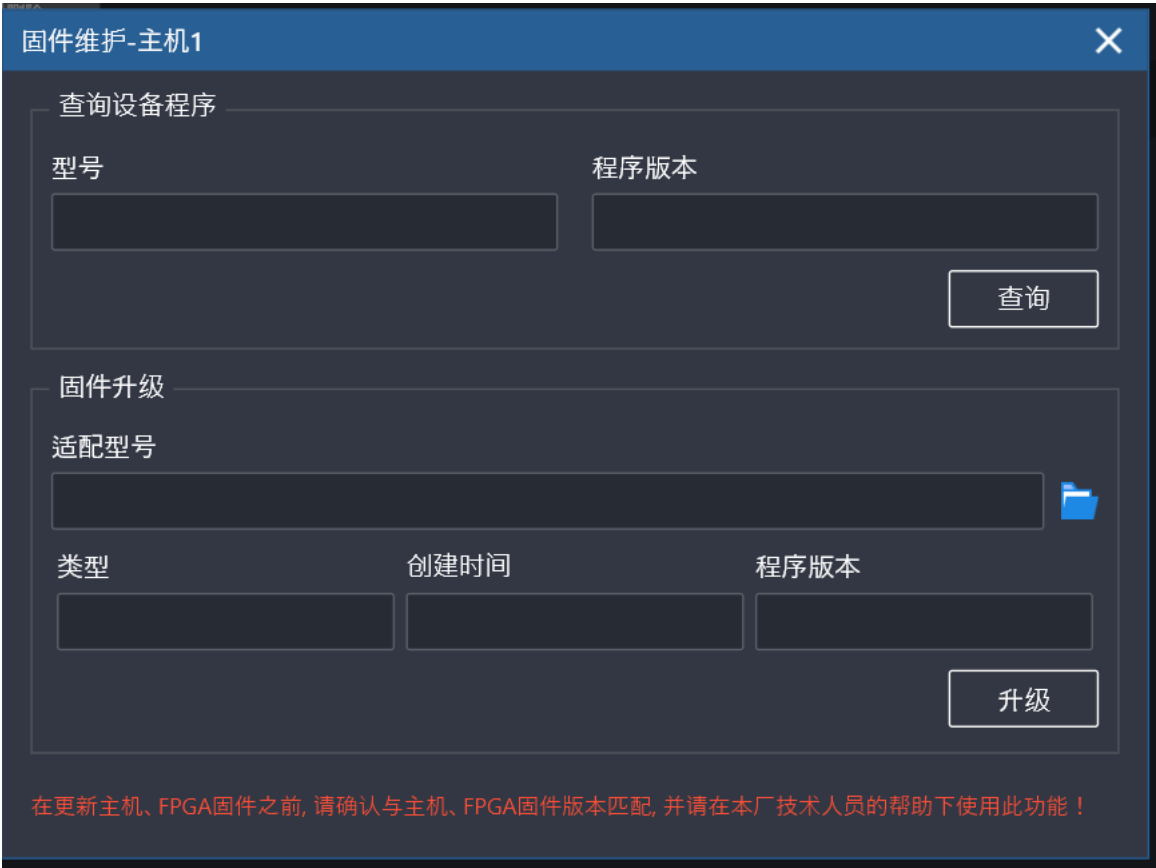 固件维护-主机1
查询设备程序
型号
程序版本
查询
固件升级
适配型号
类型
创建时间
程序版本
升级
在更新主机、FPGA固件之前, 请确认与主机、FPGA固件版本匹配, 并请在本厂技术人员的帮助下使用此功能！